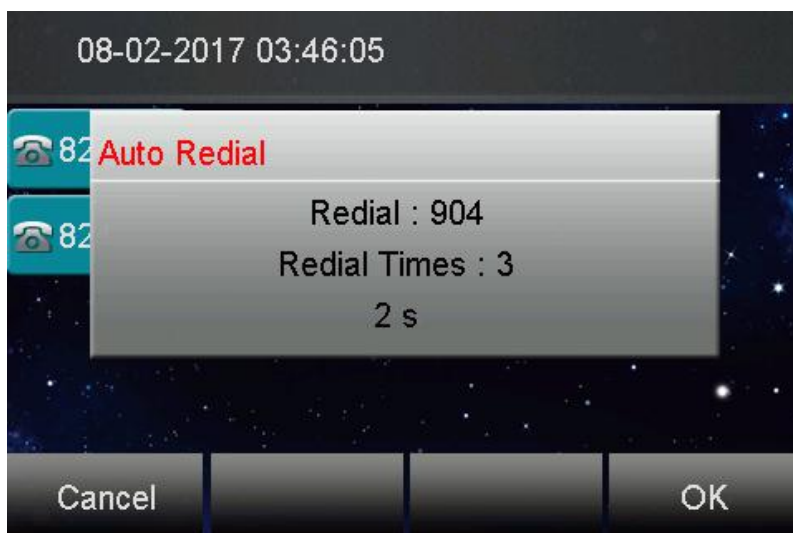 08-02-2017 03:46:05
82
Auto Redial
Redial : 904
82
Redial Times : 3
2 s
Cancel
OK